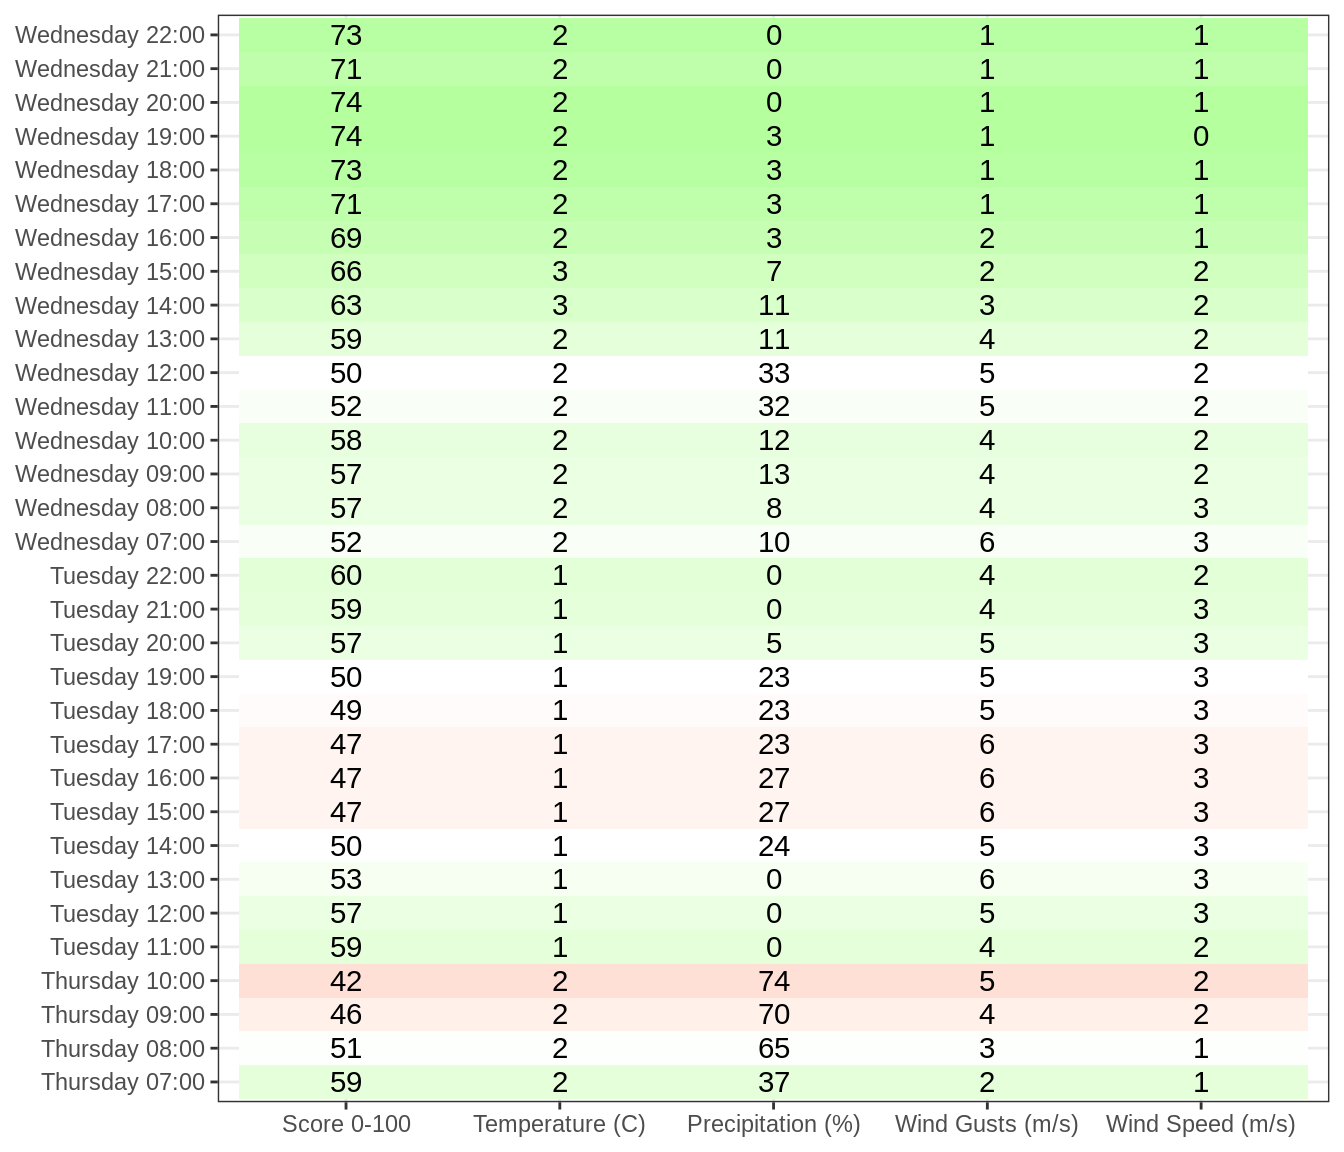 Wednesday 22:00 73 2 0 1 1
Wednesday 21:00 71 2 0 1 1
Wednesday 20:00 74 2 0 1 1
Wednesday 19:00 74 2 3 1 0
Wednesday 18:00 73 2 3 1 1
Wednesday 17:00 71 2 3 1 1
Wednesday 16:00 69 2 3 2 1
Wednesday 15:00 66 3 7 2 2
Wednesday 14:00 63 3 11 3 2
Wednesday 13:00 59 2 11 4 2
Wednesday 12:00 50 2 33 5 2
Wednesday 11:00 52 2 32 5 2
Wednesday 10:00 58 2 12 4 2
Wednesday 09:00 57 2 13 4 2
Wednesday 08:00 57 2 8 4 3
Wednesday 07:00 52 2 10 6 3
Tuesday 22:00 60 1 0 4 2
Tuesday 21:00 59 1 0 4 3
Tuesday 20:00 57 1 5 5 3
Tuesday 19:00 50 1 23 5 3
Tuesday 18:00 49 1 23 5 3
Tuesday 17:00 47 1 23 6 3
Tuesday 16:00 47 1 27 6 3
Tuesday 15:00 47 1 27 6 3
Tuesday 14:00 50 1 24 5 3
Tuesday 13:00 53 1 0 6 3
Tuesday 12:00 57 1 0 5 3
Tuesday 11:00 59 1 0 4 2
Thursday 10:00 42 2 74 5 2
Thursday 09:00 46 2 70 4 2
Thursday 08:00 51 2 65 3 1
Thursday 07:00 59 2 37 2 1
Score 0-100 Temperature (C) Precipitation (%) Wind Gusts (m/s) Wind Speed (m/s)